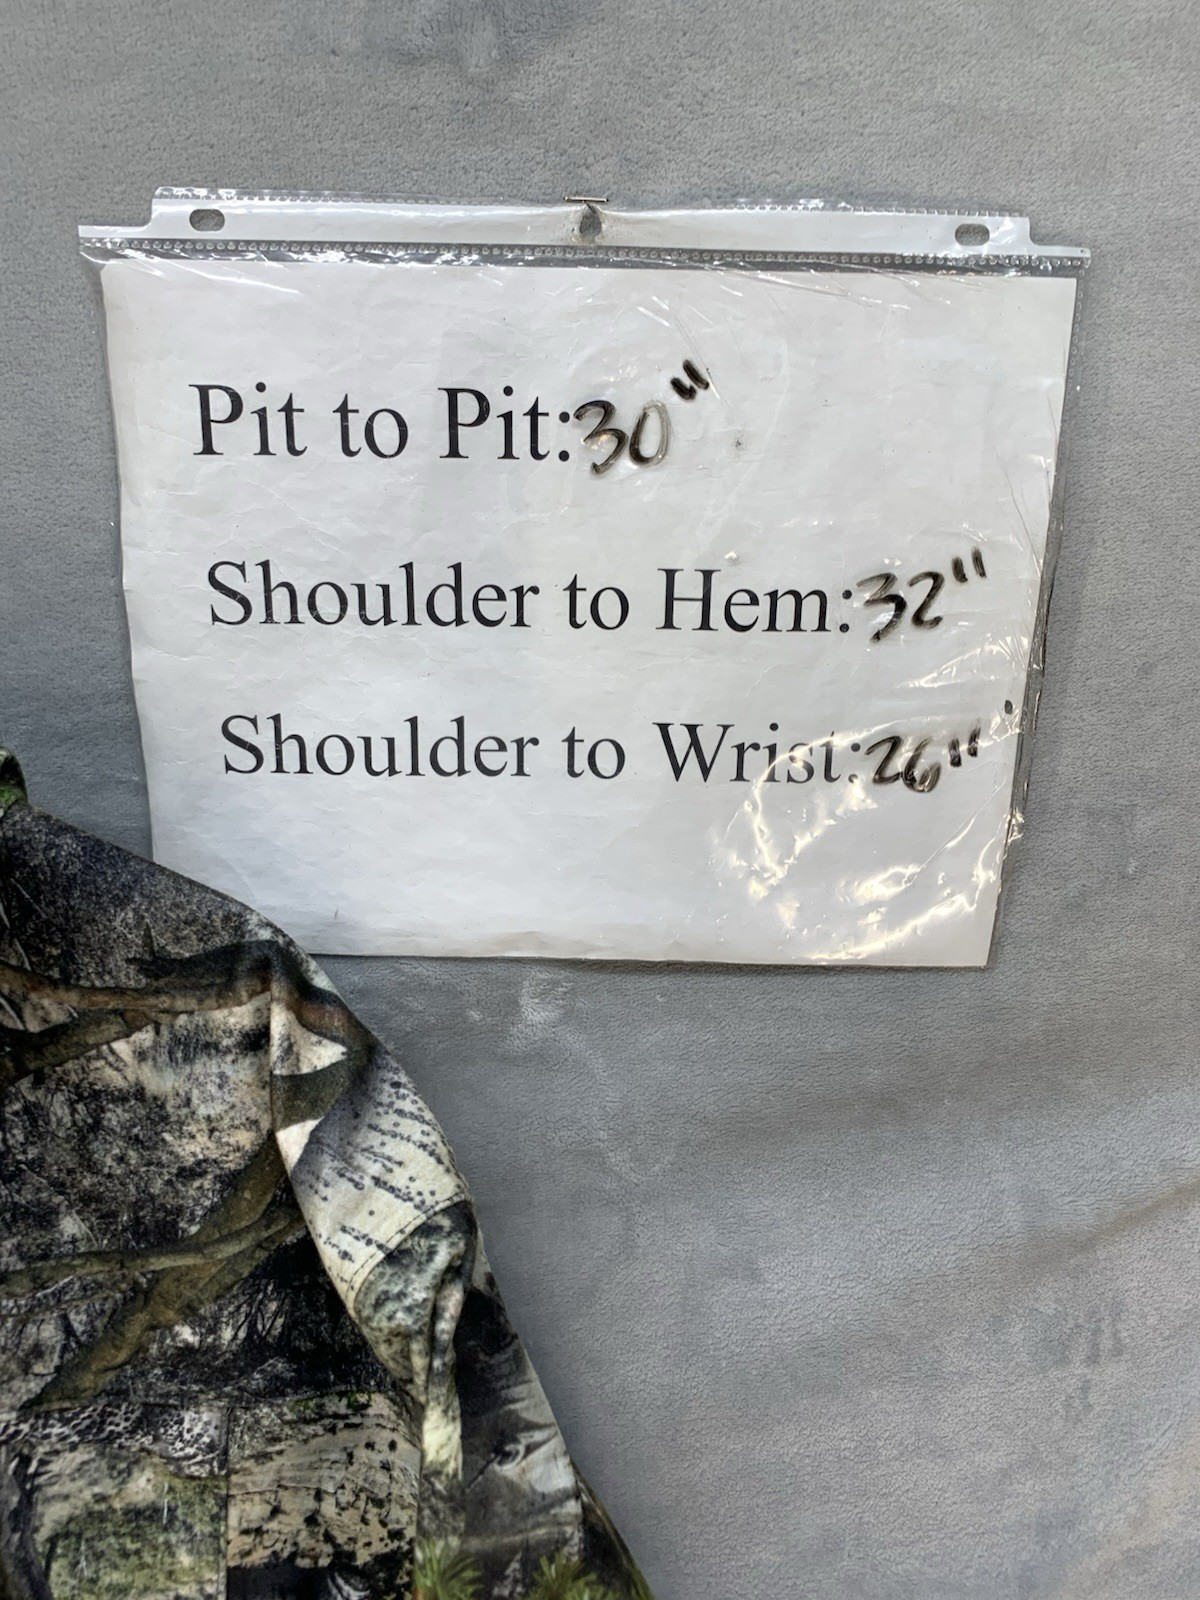 Pit to Pit:30"
Shoulder to Hem:32"
Shoulder to Wrist:26"